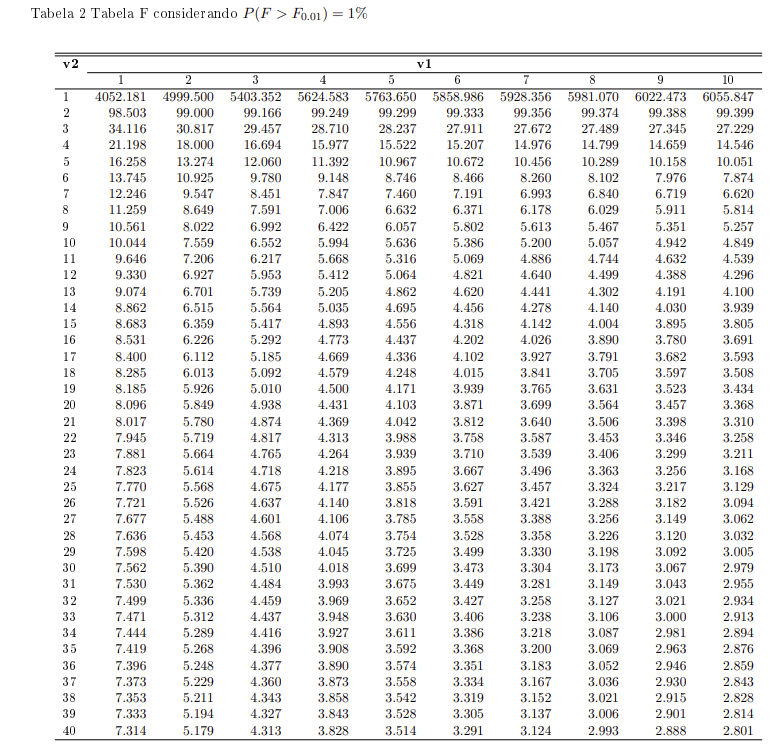 Tabela 2 Tabela F considerando P(F > F0.01) = 1%
v2 v1
1 2 3 4 5 6 7 8 9 10
1 4052.181 4999.500 5403.352 5624.583 5763.650 5858.986 5928.356 5981.070 6022.473 6055.847
2 98.503 99.000 99.166 99.249 99.299 99.333 99.356 99.374 99.388 99.399
3 34.116 30.817 29.457 28.710 28.237 27.911 27.672 27.489 27.345 27.229
4 21.198 18.000 16.694 15.977 15.522 15.207 14.976 14.799 14.659 14.546
5 16.258 13.274 12.060 11.392 10.967 10.672 10.456 10.289 10.158 10.051
6 13.745 10.925 9.780 9.148 8.746 8.466 8.260 8.102 7.976 7.874
7 12.246 9.547 8.451 7.847 7.460 7.191 6.993 6.840 6.719 6.620
8 11.259 8.649 7.591 7.006 6.632 6.371 6.178 6.029 5.911 5.814
9 10.561 8.022 6.992 6.422 6.057 5.802 5.613 5.467 5.351 5.257
10 10.044 7.559 6.552 5.994 5.636 5.386 5.200 5.057 4.942 4.849
11 9.646 7.206 6.217 5.668 5.316 5.069 4.886 4.744 4.632 4.539
12 9.330 6.927 5.953 5.412 5.064 4.821 4.640 4.499 4.388 4.296
13 9.074 6.701 5.739 5.205 4.862 4.620 4.441 4.302 4.191 4.100
14 8.862 6.515 5.564 5.035 4.695 4.456 4.278 4.140 4.030 3.939
15 8.683 6.359 5.417 4.893 4.556 4.318 4.142 4.004 3.895 3.805
16 8.531 6.226 5.292 4.773 4.437 4.202 4.026 3.890 3.780 3.691
17 8.400 6.112 5.185 4.669 4.336 4.102 3.927 3.791 3.682 3.593
18 8.285 6.013 5.092 4.579 4.248 4.015 3.841 3.705 3.597 3.508
19 8.185 5.926 5.010 4.500 4.171 3.939 3.765 3.631 3.523 3.434
20 8.096 5.849 4.938 4.431 4.103 3.871 3.699 3.564 3.457 3.368
21 8.017 5.780 4.874 4.369 4.042 3.812 3.640 3.506 3.398 3.310
22 7.945 5.719 4.817 4.313 3.988 3.758 3.587 3.453 3.346 3.258
23 7.881 5.664 4.765 4.264 3.939 3.710 3.539 3.406 3.299 3.211
24 7.823 5.614 4.718 4.218 3.895 3.667 3.496 3.363 3.256 3.168
25 7.770 5.568 4.675 4.177 3.855 3.627 3.457 3.324 3.217 3.129
26 7.721 5.526 4.637 4.140 3.818 3.591 3.421 3.288 3.182 3.094
27 7.677 5.488 4.601 4.106 3.785 3.558 3.388 3.256 3.149 3.062
28 7.636 5.453 4.568 4.074 3.754 3.528 3.358 3.226 3.120 3.032
29 7.598 5.420 4.538 4.045 3.725 3.499 3.330 3.198 3.092 3.005
30 7.562 5.390 4.510 4.018 3.699 3.473 3.304 3.173 3.067 2.979
31 7.530 5.362 4.484 3.993 3.675 3.449 3.281 3.149 3.043 2.955
32 7.499 5.336 4.459 3.969 3.652 3.427 3.258 3.127 3.021 2.934
33 7.471 5.312 4.437 3.948 3.630 3.406 3.238 3.106 3.000 2.913
34 7.444 5.289 4.416 3.927 3.611 3.386 3.218 3.087 2.981 2.894
35 7.419 5.268 4.396 3.908 3.592 3.368 3.200 3.069 2.963 2.876
36 7.396 5.248 4.377 3.890 3.574 3.351 3.183 3.052 2.946 2.859
37 7.373 5.229 4.360 3.873 3.558 3.334 3.167 3.036 2.930 2.843
38 7.353 5.211 4.343 3.858 3.542 3.319 3.152 3.021 2.915 2.828
39 7.333 5.194 4.327 3.843 3.528 3.305 3.137 3.006 2.901 2.814
40 7.314 5.179 4.313 3.828 3.514 3.291 3.124 2.993 2.888 2.801